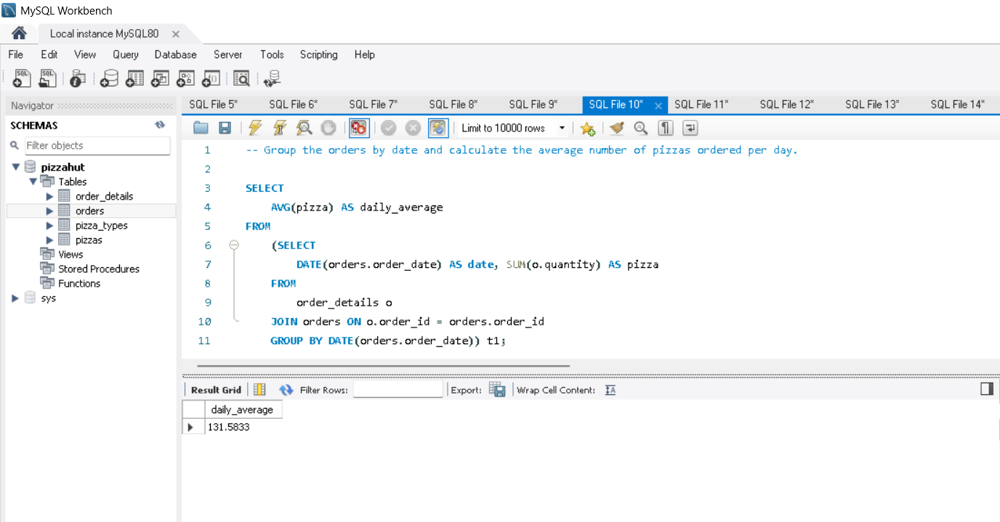 MySQL Workbench
Local instance MySQL80
File Edit View Query Database Server Tools Scripting Help
Navigator
SCHEMAS
Filter objects
pizzahut
Tables
order_details
orders
pizza_types
pizzas
Views
Stored Procedures
Functions
sys
SQL File 5* SQL File 6* SQL File 7* SQL File 8* SQL File 9* SQL File 10* SQL File 11* SQL File 12* SQL File 13* SQL File 14*
Limit to 10000 rows
1 -- Group the orders by date and calculate the average number of pizzas ordered per day.
2
3 SELECT
4 AVG(pizza) AS daily_average
5 FROM
6 (SELECT
7 DATE(orders.order_date) AS date, SUM(o.quantity) AS pizza
8 FROM
9 order_details o
10 JOIN orders ON o.order_id = orders.order_id
11 GROUP BY DATE(orders.order_date)) t1;
Result Grid Filter Rows: Export: Wrap Cell Content:
daily_average
131.5833